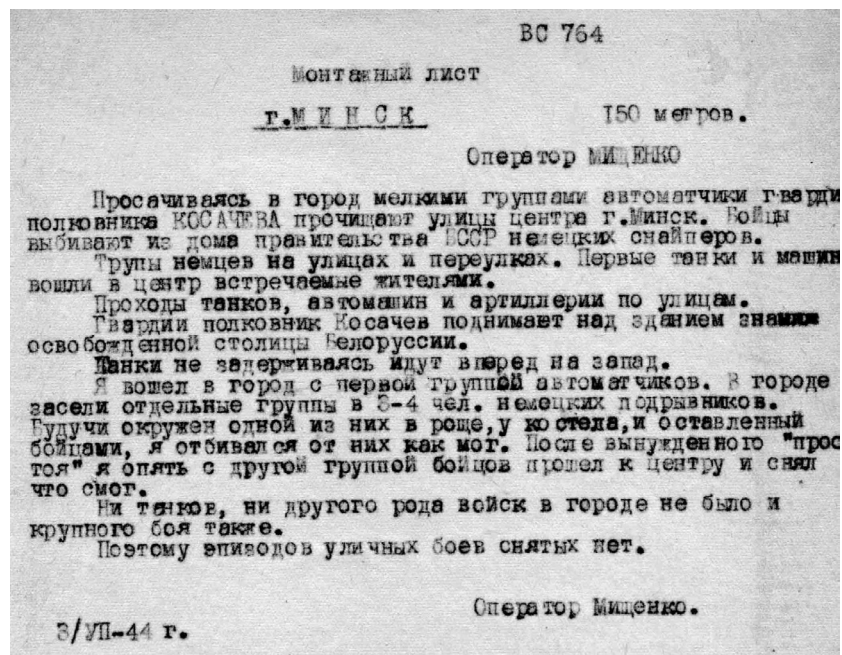 ВС 764
Монтажный лист
г.МИНСК 150 метров.
Оператор МИЩЕНКО
Просачиваясь в город мелкими группами автоматчики гварди
полковника КОСАЧЕВА прочищают улицы центра г.Минск. Бойцы
выбивают из дома правительства БССР немецких снайперов.
Трупы немцев на улицах и переулках. Первые танки и машин
вошли в центр встречаемые жителями.
Проходы танков, автомашин и артиллерии по улицам.
Гвардии полковник Косачев поднимает над зданием знамя
освобожденной столицы Белоруссии.
Танки не задерживаясь идут вперед на запад.
Я вошел в город с первой группой автоматчиков. В городе
засели отдельные группы в 3-4 чел. немецких подрывников.
Будучи окружен одной из них в роще, у костела, и оставленный
бойцами, я отбивался от них как мог. После вынужденного "прос
тоя" я опять с другой группой бойцов прошел к центру и снял
что смог.
Ни танков, ни другого рода войск в городе не было и
крупного боя также.
Поэтому эпизодов уличных боев снятых нет.
Оператор Мищенко.
3/УП-44 г.